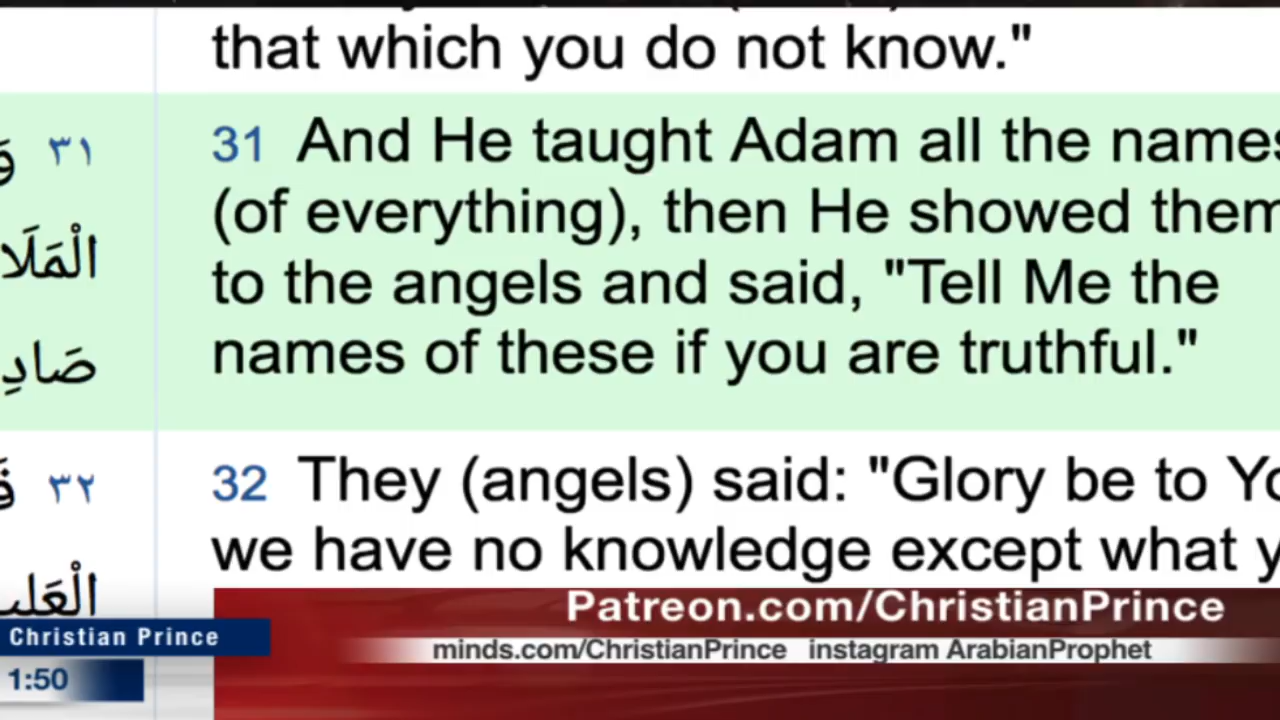 that which you do not know."
٣١ وَ
الْمَلَا
صَادِ
31 And He taught Adam all the names
(of everything), then He showed them
to the angels and said, "Tell Me the
names of these if you are truthful."
٣٢
32 They (angels) said: "Glory be to
we have no knowledge except what
Patreon.com/ChristianPrince
minds.com/ChristianPrince instagram ArabianProphet
Christian Prince
1:50